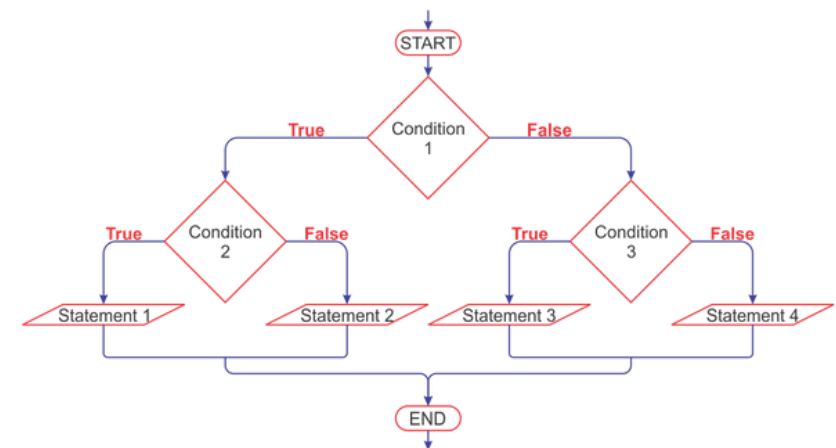 START
Condition
1
True
False
Condition
2
True
False
Condition
3
True
False
Statement 1
Statement 2
Statement 3
Statement 4
END